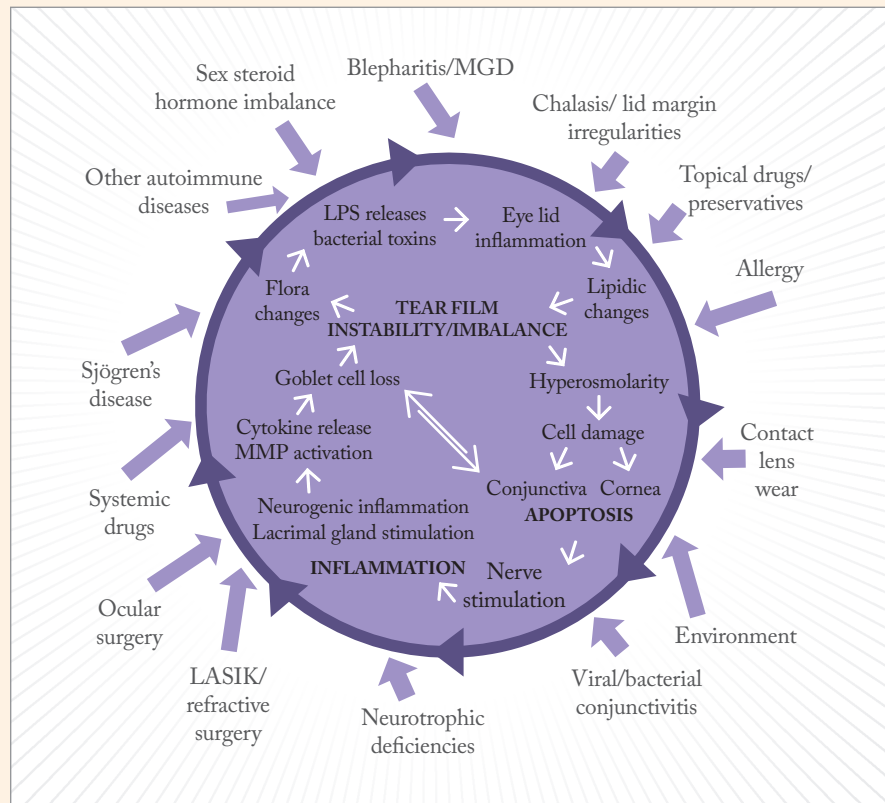 Blepharitis/MGD
Sex steroid
hormone imbalance
Chalasis/ lid margin
irregularities
Other autoimmune
diseases
Topical drugs/
preservatives
LPS releases
bacterial toxins
Eye lid
inflammation
Allergy
Flora
changes
TEAR FILM
INSTABILITY/IMBALANCE
Lipidic
changes
Sjögren's
disease
Goblet cell loss
Hyperosmolarity
Cytokine release
MMP activation
Cell damage
Contact
lens
wear
Systemic
drugs
Neurogenic inflammation
Lacrimal gland stimulation
Conjunctiva Cornea
APOPTOSIS
INFLAMMATION
Nerve
stimulation
Ocular
surgery
Environment
LASIK/
refractive
surgery
Viral/bacterial
conjunctivitis
Neurotrophic
deficiencies